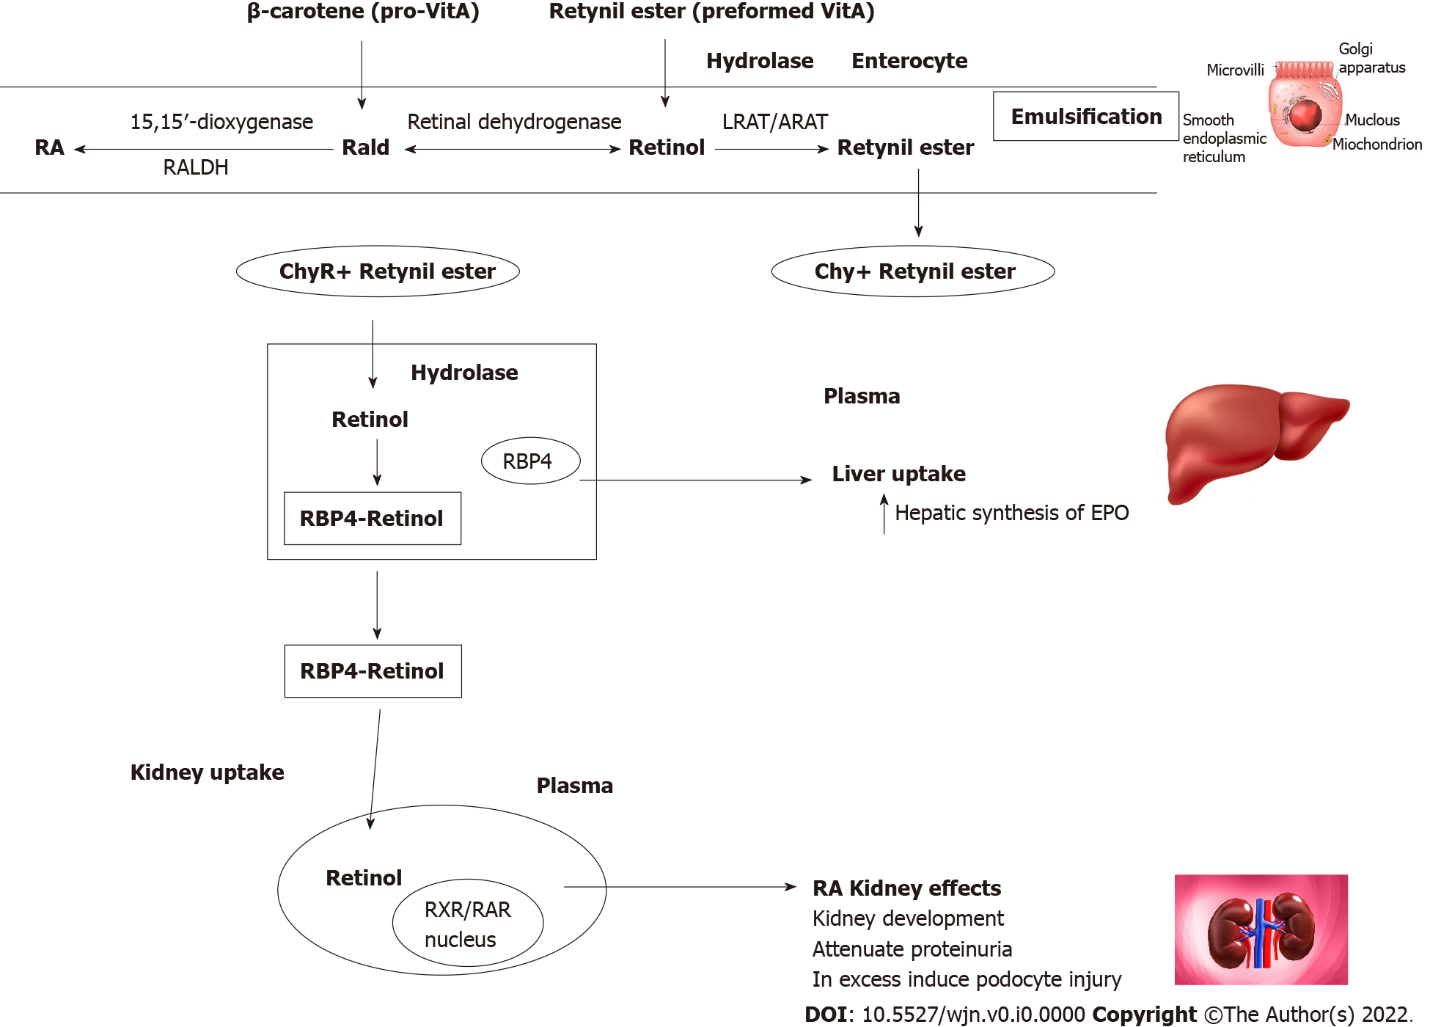 β-carotene (pro-VitA)
Retynil ester (preformed VitA)
Hydrolase
Enterocyte
Golgi
apparatus
Microvilli
Emulsification
15,15′-dioxygenase
Retinal dehydrogenase
LRAT/ARAT
Smooth
endoplasmic
reticulum
Muclous
Miochondrion
RA
Rald
Retinol
Retynil ester
RALDH
ChyR+ Retynil ester
Chy+ Retynil ester
Hydrolase
Retinol
RBP4
RBP4-Retinol
Plasma
Liver uptake
Hepatic synthesis of EPO
RBP4-Retinol
Kidney uptake
Plasma
Retinol
RXR/RAR
nucleus
RA Kidney effects
Kidney development
Attenuate proteinuria
In excess induce podocyte injury
DOI: 10.5527/wjn.v0.i0.0000 Copyright ©The Author(s) 2022.